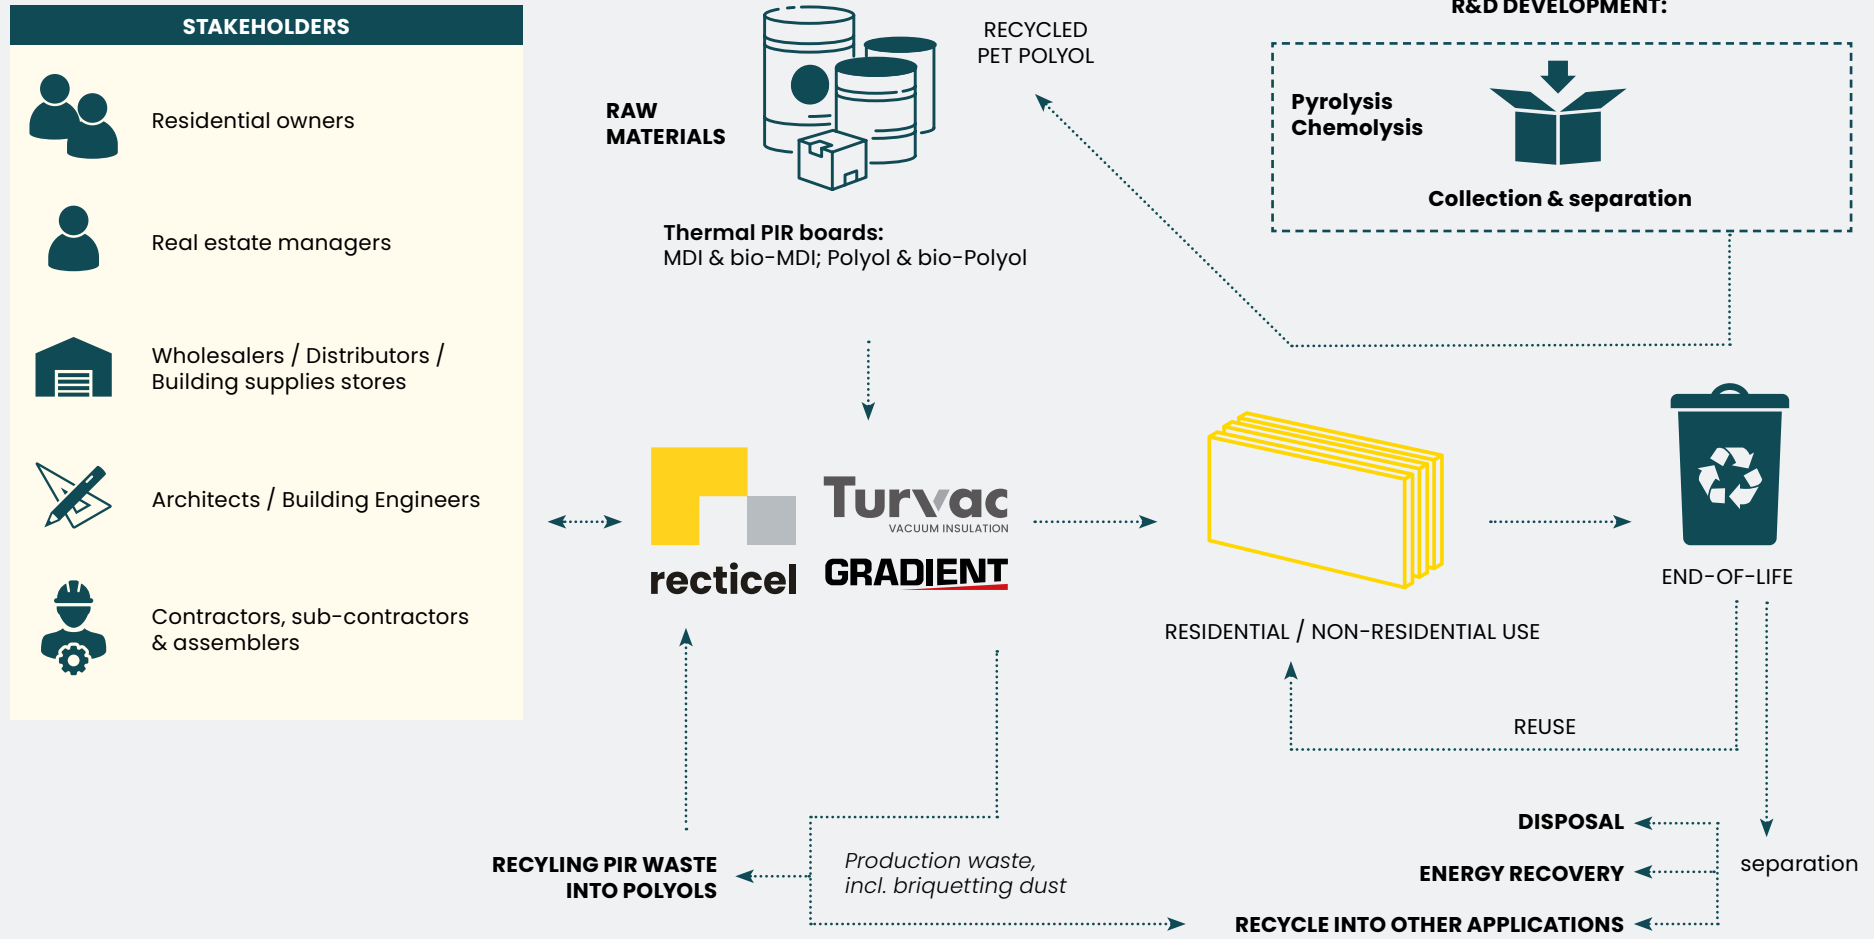 STAKEHOLDERS
Residential owners
Real estate managers
Wholesalers / Distributors /
Building supplies stores
Architects / Building Engineers
Contractors, sub-contractors
& assemblers
RAW
MATERIALS
RECYCLED
PET POLYOL
Thermal PIR boards:
MDI & bio-MDI; Polyol & bio-Polyol
R&D DEVELOPMENT:
Pyrolysis
Chemolysis
Collection & separation
recticel
Turvac
VACUUM INSULATION
GRADIENT
RESIDENTIAL / NON-RESIDENTIAL USE
END-OF-LIFE
REUSE
RECYLING PIR WASTE
INTO POLYOLS
Production waste,
incl. briquetting dust
DISPOSAL
ENERGY RECOVERY
RECYCLE INTO OTHER APPLICATIONS
separation